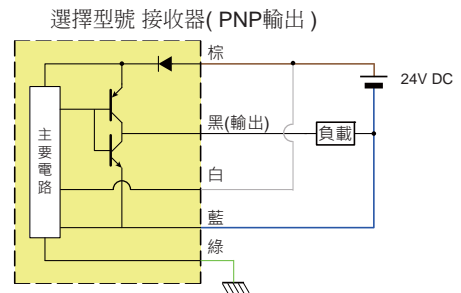 選擇型號 接收器( PNP輸出 )
棕
24V DC
黑(輸出)
負載
主要電路
白
藍
綠